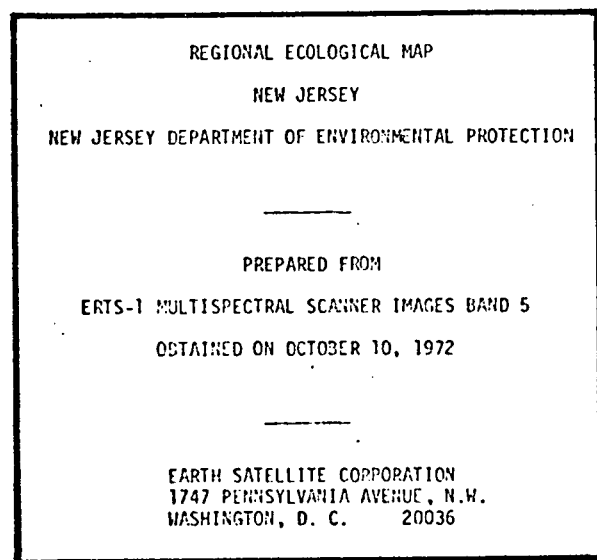 REGIONAL ECOLOGICAL MAP
NEW JERSEY
NEW JERSEY DEPARTMENT OF ENVIRONMENTAL PROTECTION
PREPARED FROM
ERTS-1 MULTISPECTRAL SCANNER IMAGES BAND 5
OBTAINED ON OCTOBER 10, 1972
EARTH SATELLITE CORPORATION
1747 PENNSYLVANIA AVENUE, N.W.
WASHINGTON, D. C. 20036